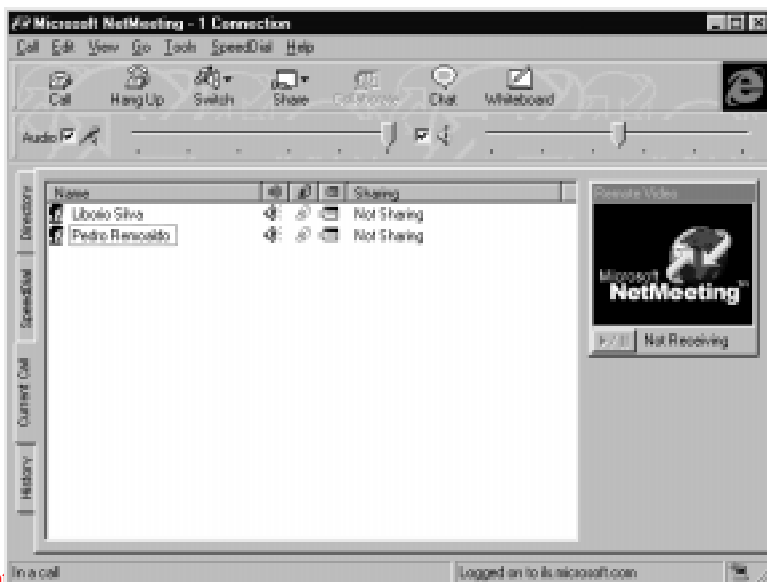 Microsoft NetMeeting - 1 Connection
Call Edit View Go Tools SpeedDial Help
Call Hang Up Switch Share Collaborate Chat Whiteboard
Audio
Directory
SpeedDial
Current Call
History
Name Sharing
Liborio Silva Not Sharing
Pedro Remoaldo Not Sharing
Remote Video
Microsoft
NetMeeting
Not Receiving
In a call
Logged on to ils.microsoft.com